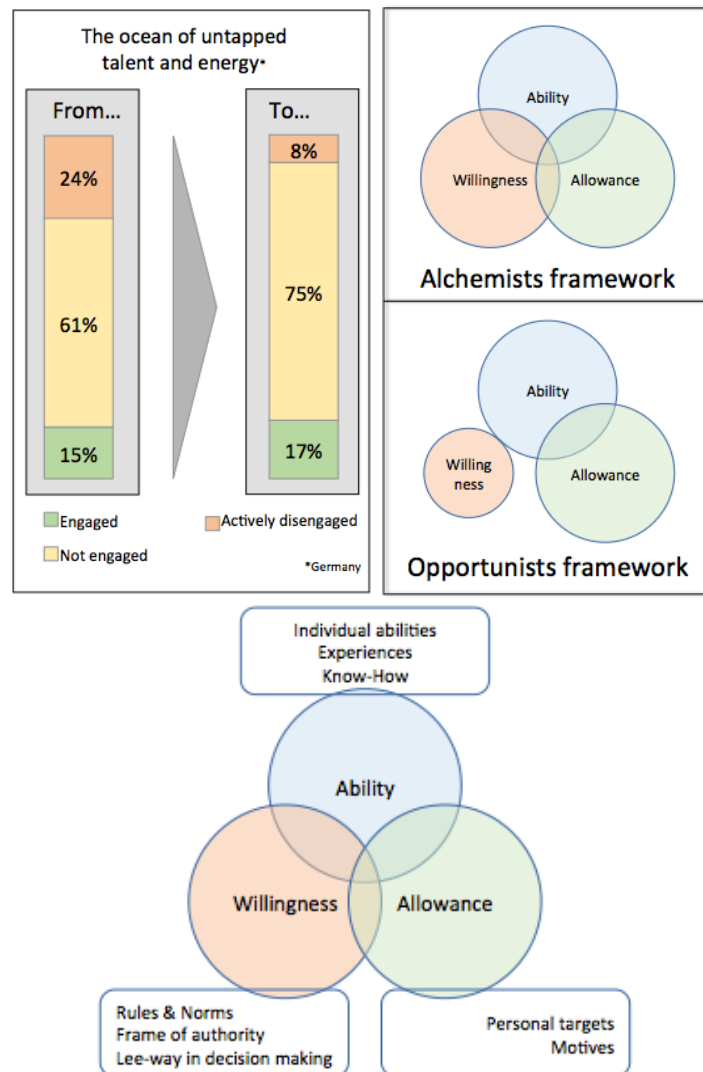 The ocean of untapped
talent and energy*
From...
To...
24%
61%
15%
8%
75%
17%
Engaged
Actively disengaged
Not engaged
*Germany
Ability
Willingness
Allowance
Alchemists framework
Ability
Willing
ness
Allowance
Opportunists framework
Individual abilities
Experiences
Know-How
Ability
Willingness
Allowance
Rules & Norms
Frame of authority
Lee-way in decision making
Personal targets
Motives